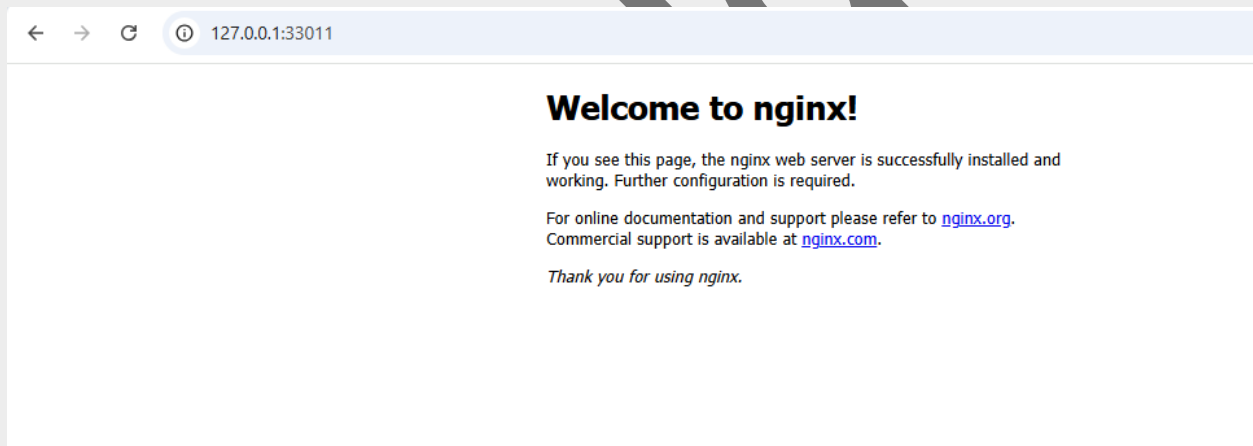 127.0.0.1:33011
Welcome to nginx!
If you see this page, the nginx web server is successfully installed and
working. Further configuration is required.
For online documentation and support please refer to nginx.org.
Commercial support is available at nginx.com.
Thank you for using nginx.